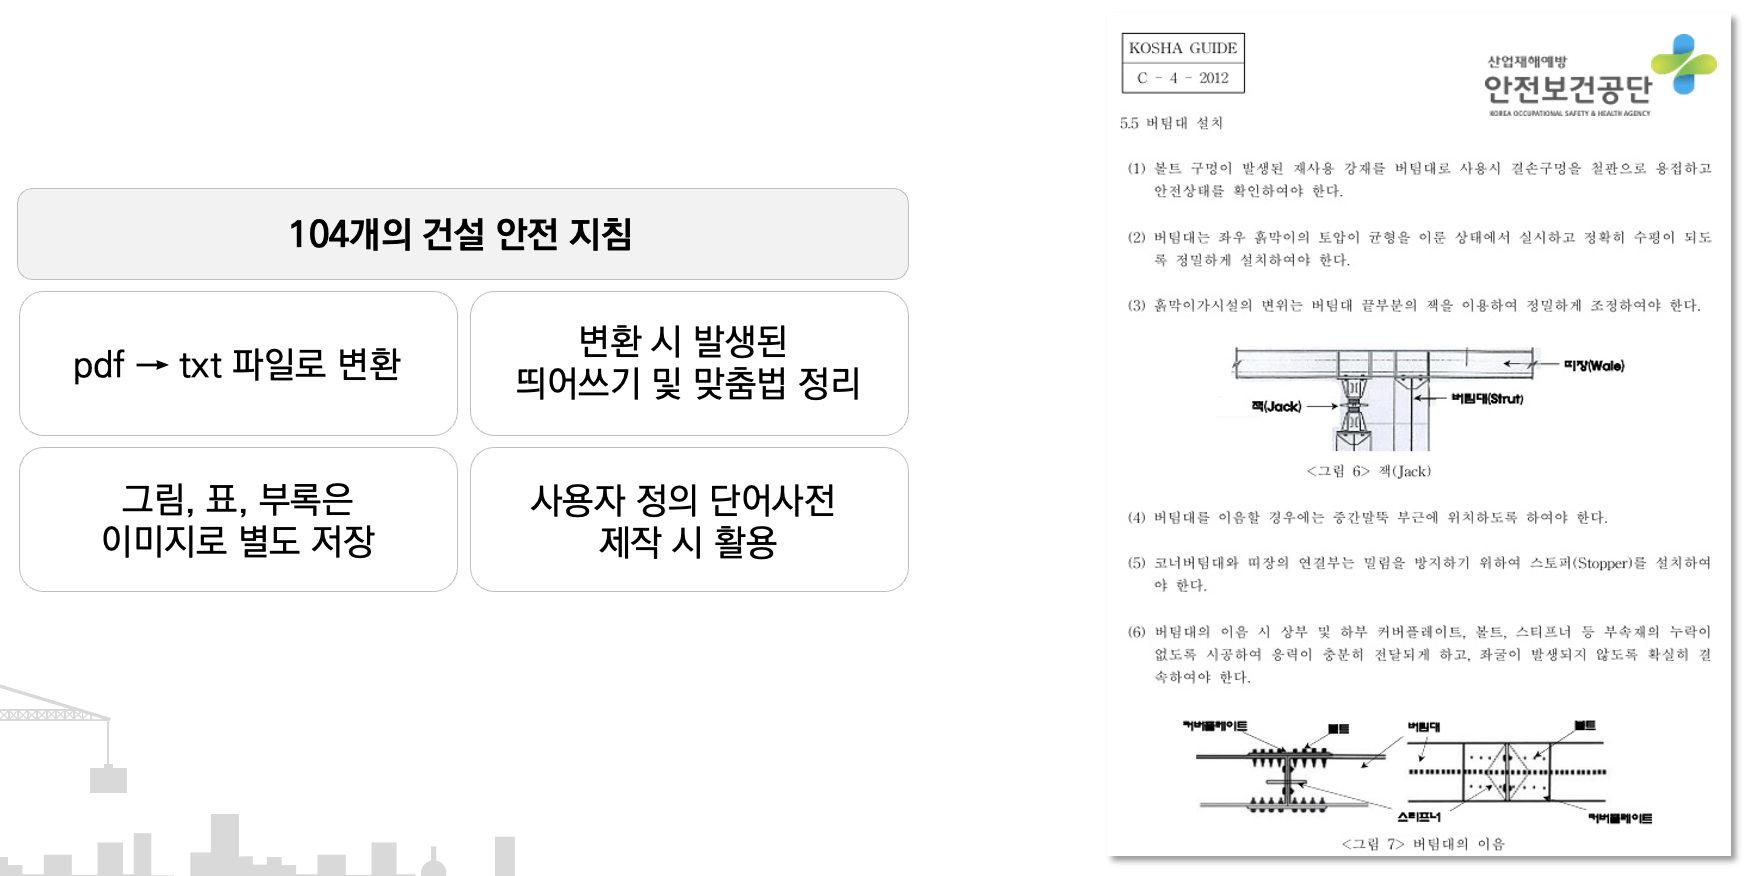 104개의 건설 안전 지침
pdf → txt 파일로 변환
변환 시 발생된
띄어쓰기 및 맞춤법 정리
그림, 표, 부록은
이미지로 별도 저장
사용자 정의 단어사전
제작 시 활용
KOSHA GUIDE
C - 4 - 2012
산업재해예방
안전보건공단
KOREA OCCUPATIONAL SAFETY & HEALTH AGENCY
5.5 버팀대 설치
(1) 볼트 구멍이 발생된 재사용 강재를 버팀대로 사용시 결손구멍을 철판으로 용접하고
안전상태를 확인하여야 한다.
(2) 버팀대는 좌우 흙막이의 토압이 균형을 이룬 상태에서 실시하고 정확히 수평이 되도
록 정밀하게 설치하여야 한다.
(3) 흙막이가시설의 변위는 버팀대 끝부분의 잭을 이용하여 정밀하게 조정하여야 한다.
띠장(Wale)
잭(Jack)
버팀대(Strut)
<그림 6> 잭(Jack)
(4) 버팀대를 이음할 경우에는 중간말뚝 부근에 위치하도록 하여야 한다.
(5) 코너버팀대와 띠장의 연결부는 밀림을 방지하기 위하여 스토퍼(Stopper)를 설치하여
야 한다.
(6) 버팀대의 이음 시 상부 및 하부 커버플레이트, 볼트, 스티프너 등 부속재의 누락이
없도록 시공하여 응력이 충분히 전달되게 하고, 좌굴이 발생되지 않도록 확실히 결
속하여야 한다.
커버플레이트
볼트
버팀대
볼트
스티프너
커버플레이트
<그림 7> 버팀대의 이음